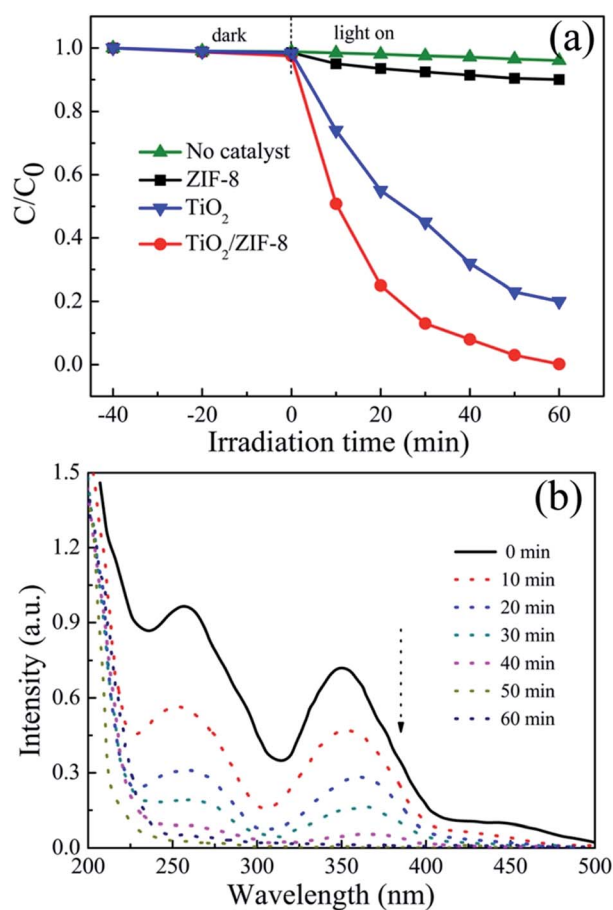 (a)
dark
light on
No catalyst
ZIF-8
TiO₂
TiO₂/ZIF-8
C/C₀
1.0
0.8
0.6
0.4
0.2
0.0
-40 -20 0 20 40 60
Irradiation time (min)
(b)
0 min
10 min
20 min
30 min
40 min
50 min
60 min
Intensity (a.u.)
1.5
1.2
0.9
0.6
0.3
0.0
200 250 300 350 400 450 500
Wavelength (nm)